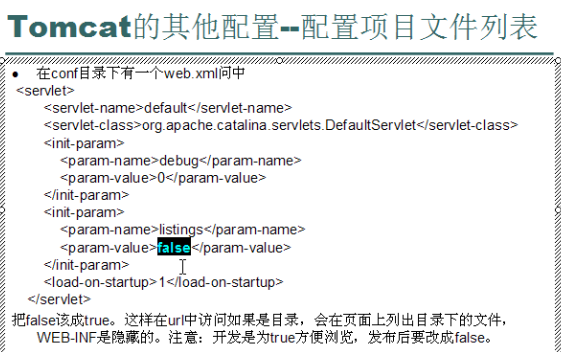 Tomcat的其他配置--配置项目文件列表
• 在conf目录下有一个web.xml问中
<servlet>
<servlet-name>default</servlet-name>
<servlet-class>org.apache.catalina.servlets.DefaultServlet</servlet-class>
<init-param>
<param-name>debug</param-name>
<param-value>0</param-value>
</init-param>
<init-param>
<param-name>listings</param-name>
<param-value>false</param-value>
</init-param>
<load-on-startup>1</load-on-startup>
</servlet>
把false该成true。这样在url中访问如果是目录，会在页面上列出目录下的文件，
WEB-INF是隐藏的。注意：开发是为true方便浏览，发布后要改成false。